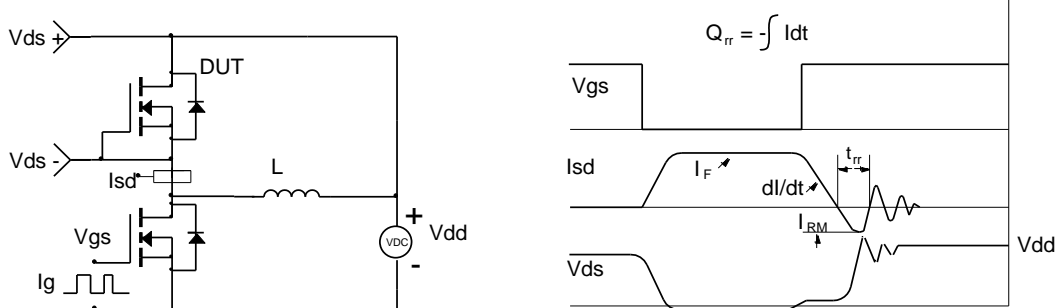 Vds +
DUT
Vds -
Isd
L
Vgs
Ig
+
VDC
-
Vdd
Qrr = -∫ Idt
Vgs
Isd
IF
dI/dt
trr
IRM
Vds
Vdd